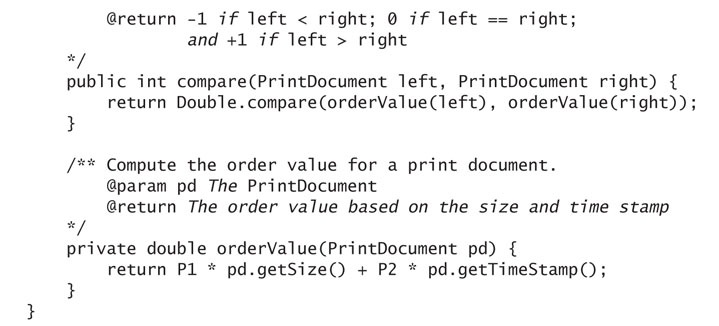 @return -1 if left < right; 0 if left == right;
and +1 if left > right
*/
public int compare(PrintDocument left, PrintDocument right) {
return Double.compare(orderValue(left), orderValue(right));
}
/** Compute the order value for a print document.
@param pd The PrintDocument
@return The order value based on the size and time stamp
*/
private double orderValue(PrintDocument pd) {
return P1 * pd.getSize() + P2 * pd.getTimeStamp();
}
}